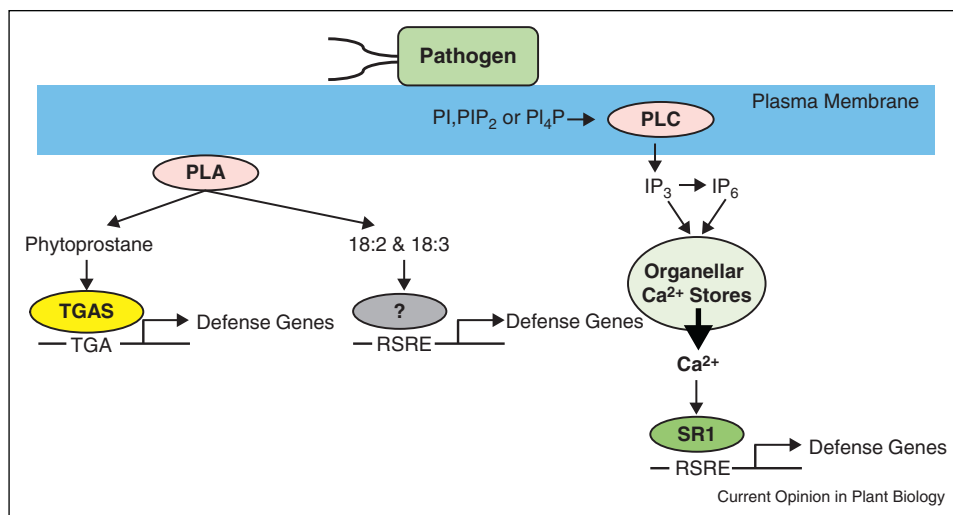 Pathogen
Plasma Membrane
PI,PIP₂ or PI₄P
PLC
PLA
IP₃
IP₆
Phytoprostane
18:2 & 18:3
Organellar
Ca²⁺ Stores
TGAS
Defense Genes
TGA
?
Defense Genes
RSRE
Ca²⁺
SR1
Defense Genes
RSRE
Current Opinion in Plant Biology